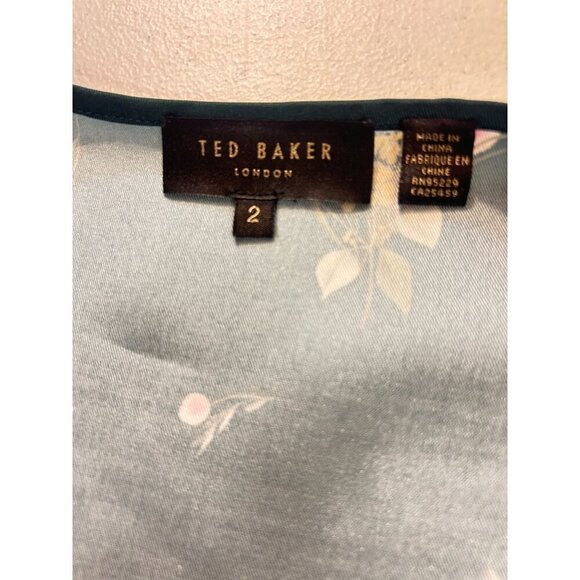 TED BAKER
LONDON
2
MADE IN
CHINA
FABRIQUE EN
CHINE
RN95229
CA25459